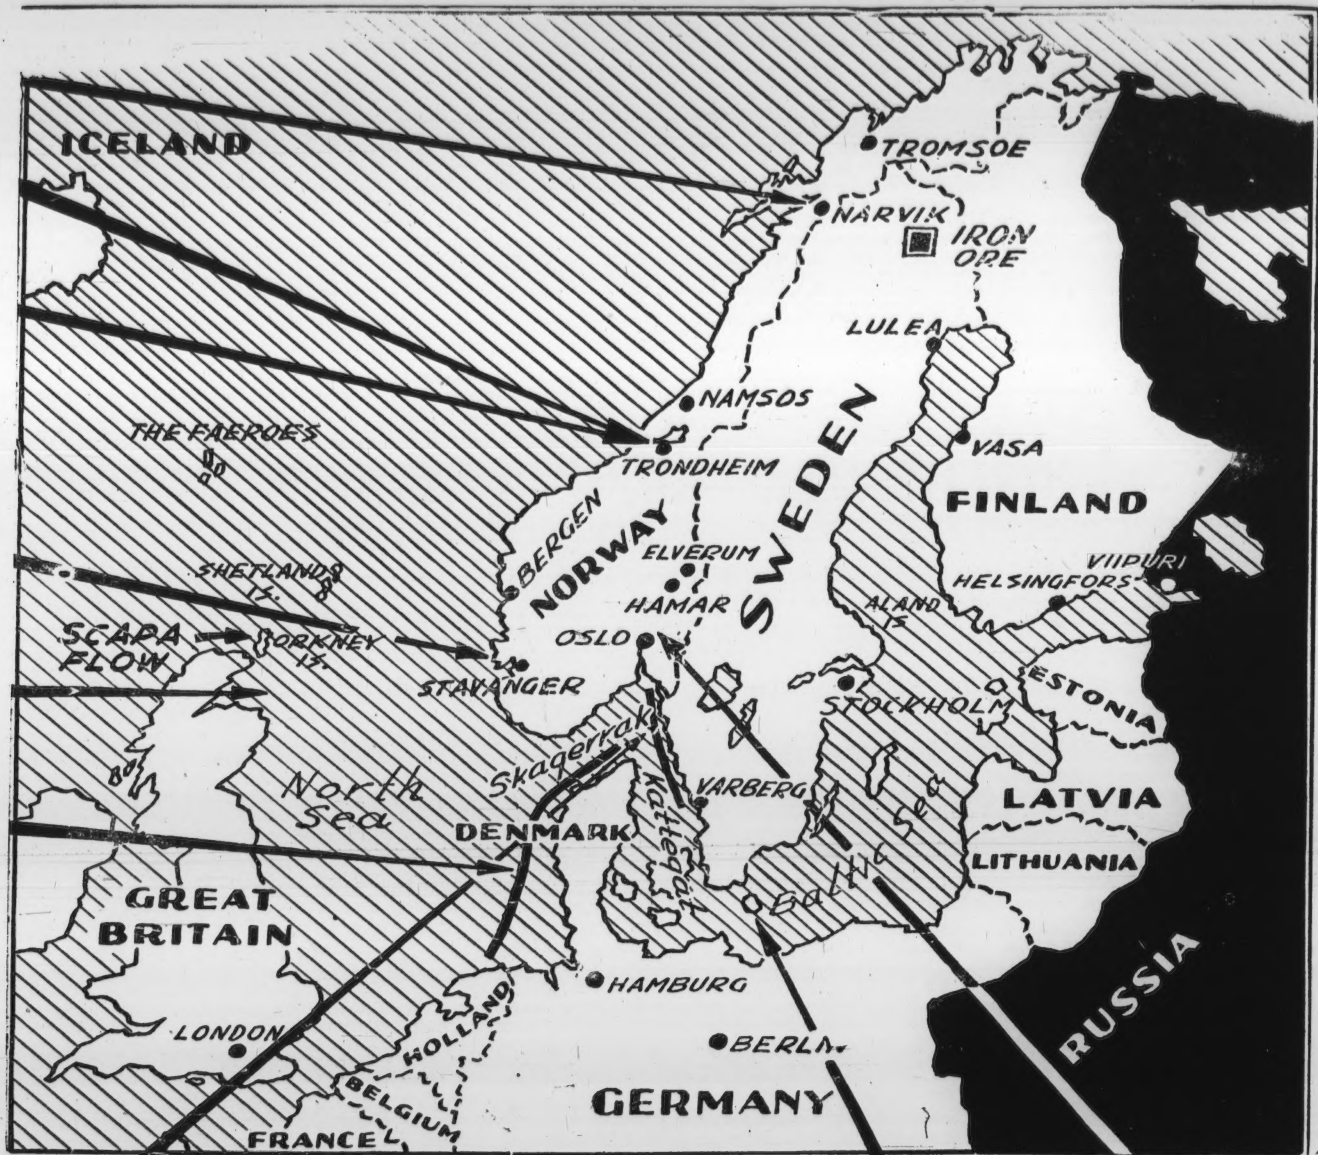 ICELAND
TROMSOE
NARVIK
IRON
ORE
LULEA
NAMSOS
THE FAEROES
TRONDHEIM
VASA
SWEDEN
FINLAND
BERGEN
NORWAY
ELVERUM
SHETLAND
IS.
HAMAR
VIIPURI
HELSINGFORS
ALAND
IS
SCAPA
FLOW
ORKNEY
IS.
OSLO
STAVANGER
STOCKHOLM
ESTONIA
Skagerrak
North
Sea
Kattegat
VARBERG
Baltic
Sea
LATVIA
DENMARK
LITHUANIA
GREAT
BRITAIN
HAMBURG
RUSSIA
LONDON
HOLLAND
BERLIN
BELGIUM
GERMANY
FRANCE